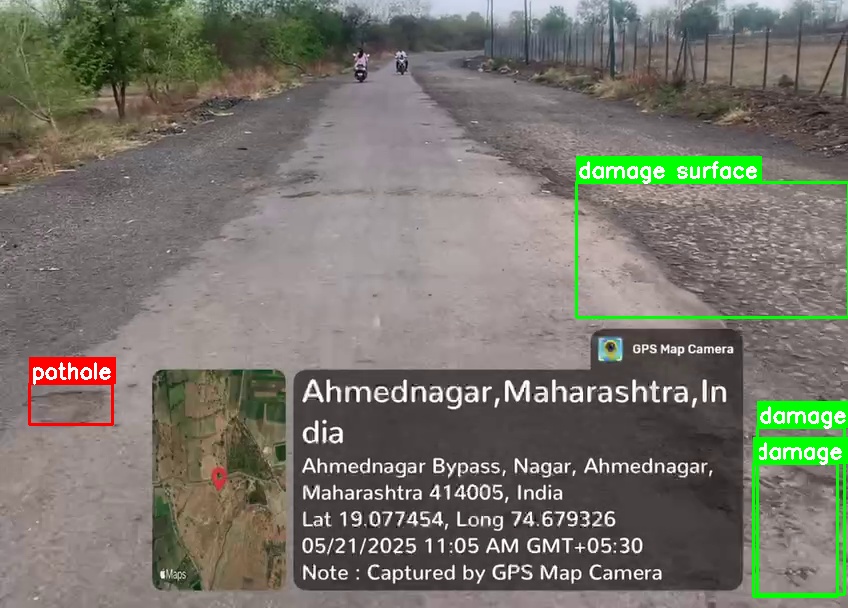 damage surface
GPS Map Camera
pothole
Ahmednagar,Maharashtra,In
dia
Ahmednagar Bypass, Nagar, Ahmednagar,
Maharashtra 414005, India
Lat 19.077454, Long 74.679326
05/21/2025 11:05 AM GMT+05:30
Note : Captured by GPS Map Camera
damage
damage
Maps